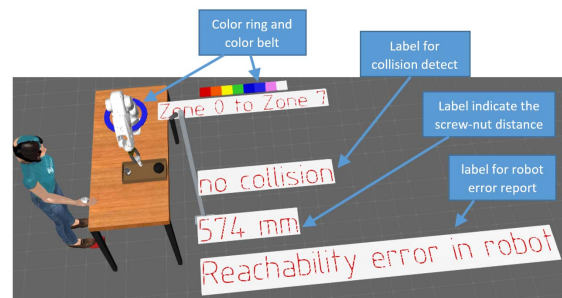 Color ring and
color belt
Label for
collision detect
Zone 0 to Zone 7
Label indicate the
screw-nut distance
no collision
label for robot
error report
574 mm
Reachability error in robot